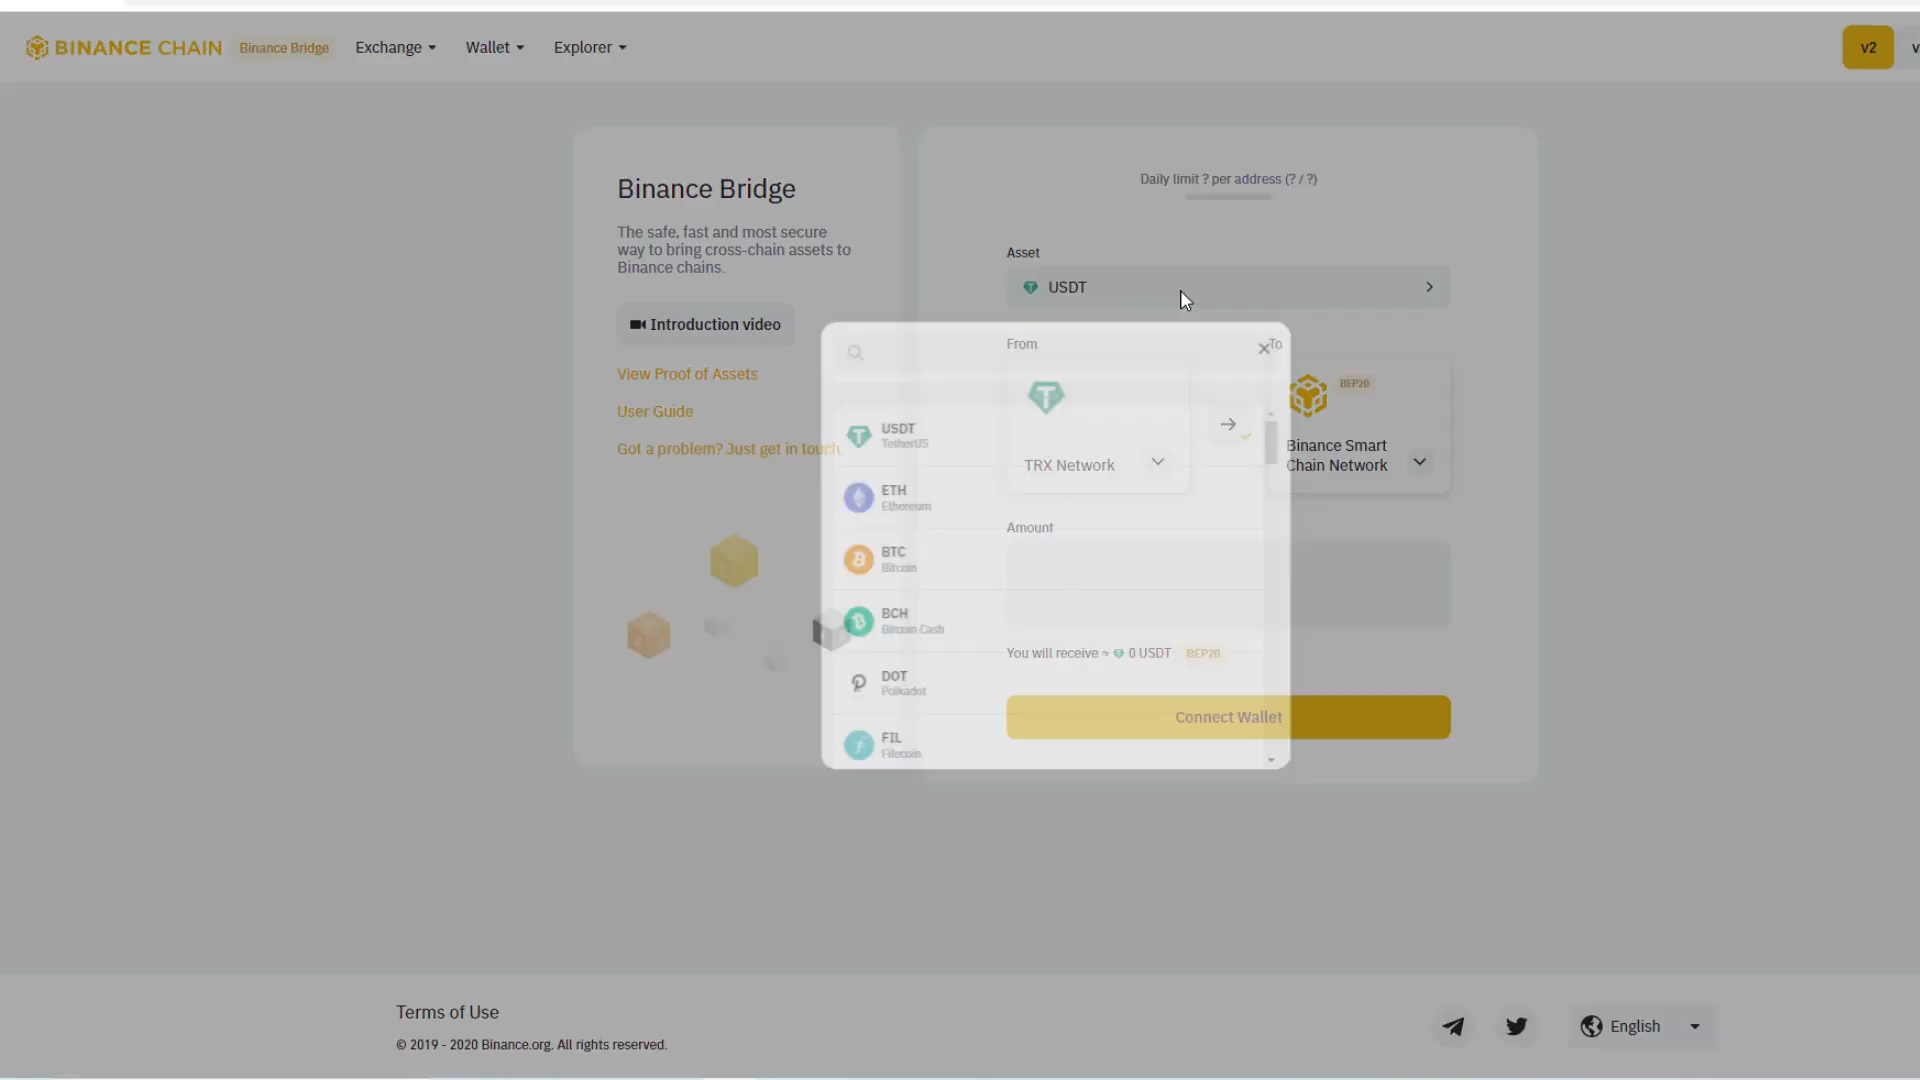 BINANCE CHAIN
Binance Bridge
Exchange
Wallet
Explorer
v2
v
Binance Bridge
The safe, fast and most secure
way to bring cross-chain assets to
Binance chains.
Introduction video
View Proof of Assets
User Guide
Got a problem? Just get in touch.
Daily limit ? per address (? / ?)
Asset
USDT
From
To
TRX Network
BEP20
Binance Smart
Chain Network
Amount
You will receive ≈ 0 USDT BEP20
Connect Wallet
USDT
TetherUS
ETH
Ethereum
BTC
Bitcoin
BCH
Bitcoin Cash
DOT
Polkadot
FIL
Filecoin
Terms of Use
© 2019 - 2020 Binance.org. All rights reserved.
English